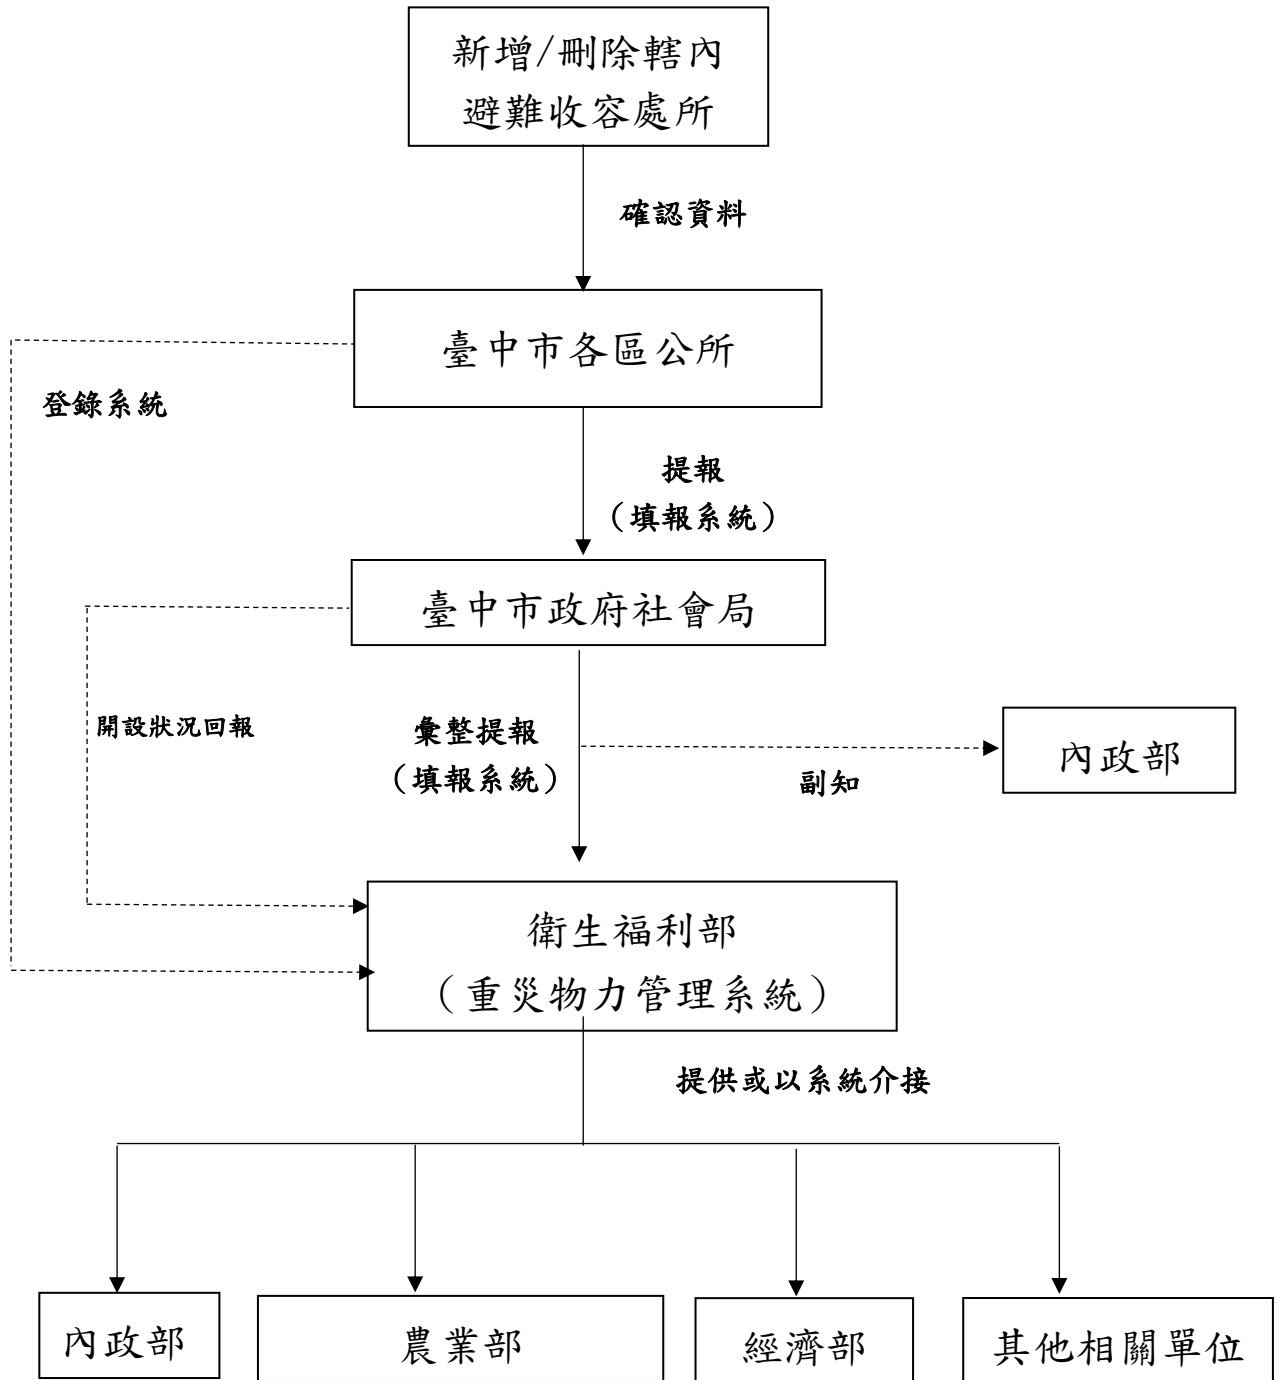 新增/刪除轄內
避難收容處所
確認資料
臺中市各區公所
登錄系統
提報
（填報系統）
臺中市政府社會局
開設狀況回報
彙整提報
（填報系統）
副知
內政部
衛生福利部
（重災物力管理系統）
提供或以系統介接
內政部
農業部
經濟部
其他相關單位